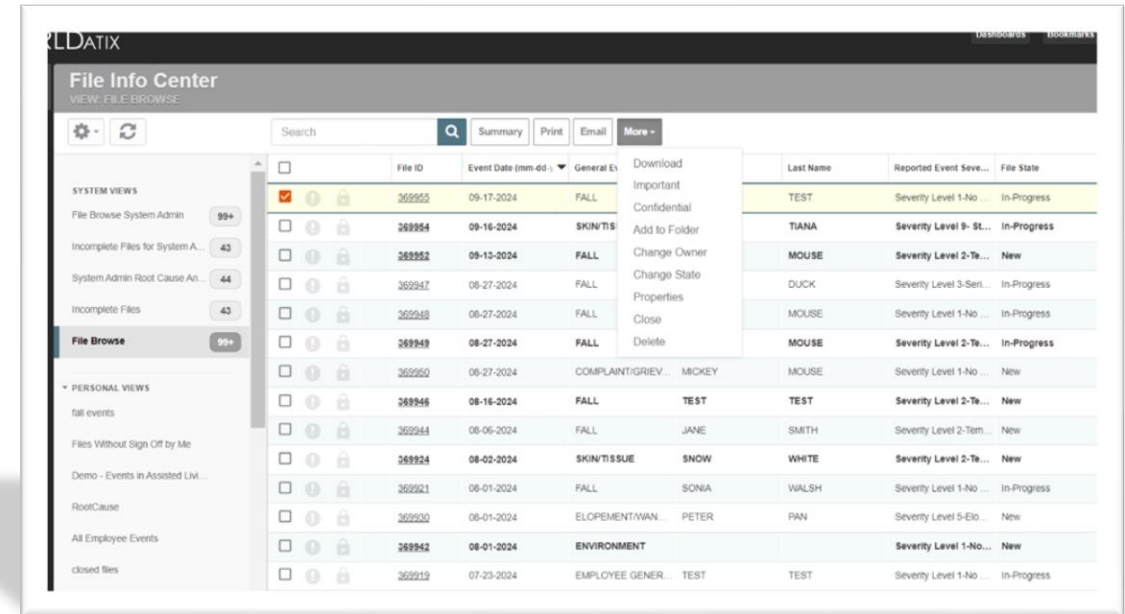 RLDATIX
Dashboards Bookmarks
File Info Center
VIEW: FILE BROWSE
Search Summary Print Email More
Download
Important
Confidential
Add to Folder
Change Owner
Change State
Properties
Close
Delete
SYSTEM VIEWS
File Browse System Admin 99+
Incomplete Files for System A... 43
System Admin Root Cause An... 44
Incomplete Files 43
File Browse 99+
PERSONAL VIEWS
fall events
Files Without Sign Off by Me
Demo - Events in Assisted Livi...
RootCause
All Employee Events
closed files
File ID Event Date (mm-dd- General Ev Last Name Reported Event Seve... File State
369955 09-17-2024 FALL TEST Severity Level 1-No ... In-Progress
369954 09-16-2024 SKIN/TIS TIANA Severity Level 9- St... In-Progress
369952 09-13-2024 FALL MOUSE Severity Level 2-Te... New
369947 08-27-2024 FALL DUCK Severity Level 3-Seri... In-Progress
369948 08-27-2024 FALL MOUSE Severity Level 1-No ... In-Progress
369949 08-27-2024 FALL MOUSE Severity Level 2-Te... In-Progress
369950 08-27-2024 COMPLAINT/GRIEV... MICKEY MOUSE Severity Level 1-No ... New
369946 08-16-2024 FALL TEST TEST Severity Level 2-Te... New
369944 08-06-2024 FALL JANE SMITH Severity Level 2-Tem... New
369924 08-02-2024 SKIN/TISSUE SNOW WHITE Severity Level 2-Te... New
369921 08-01-2024 FALL SONIA WALSH Severity Level 1-No ... In-Progress
369930 08-01-2024 ELOPEMENT/WAN... PETER PAN Severity Level 5-Elo... New
369942 08-01-2024 ENVIRONMENT Severity Level 1-No... New
369919 07-23-2024 EMPLOYEE GENER... TEST TEST Severity Level 1-No ... In-Progress